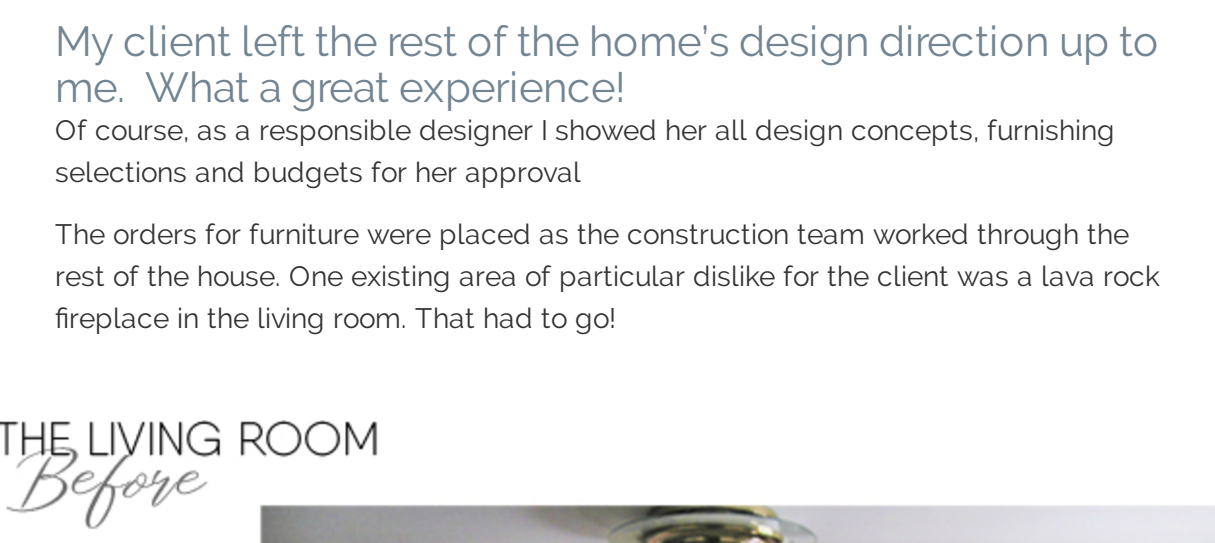 My client left the rest of the home’s design direction up to
me.  What a great experience!
Of course, as a responsible designer I showed her all design concepts, furnishing
selections and budgets for her approval
The orders for furniture were placed as the construction team worked through the
rest of the house. One existing area of particular dislike for the client was a lava rock
fireplace in the living room. That had to go!
THE LIVING ROOM
Before